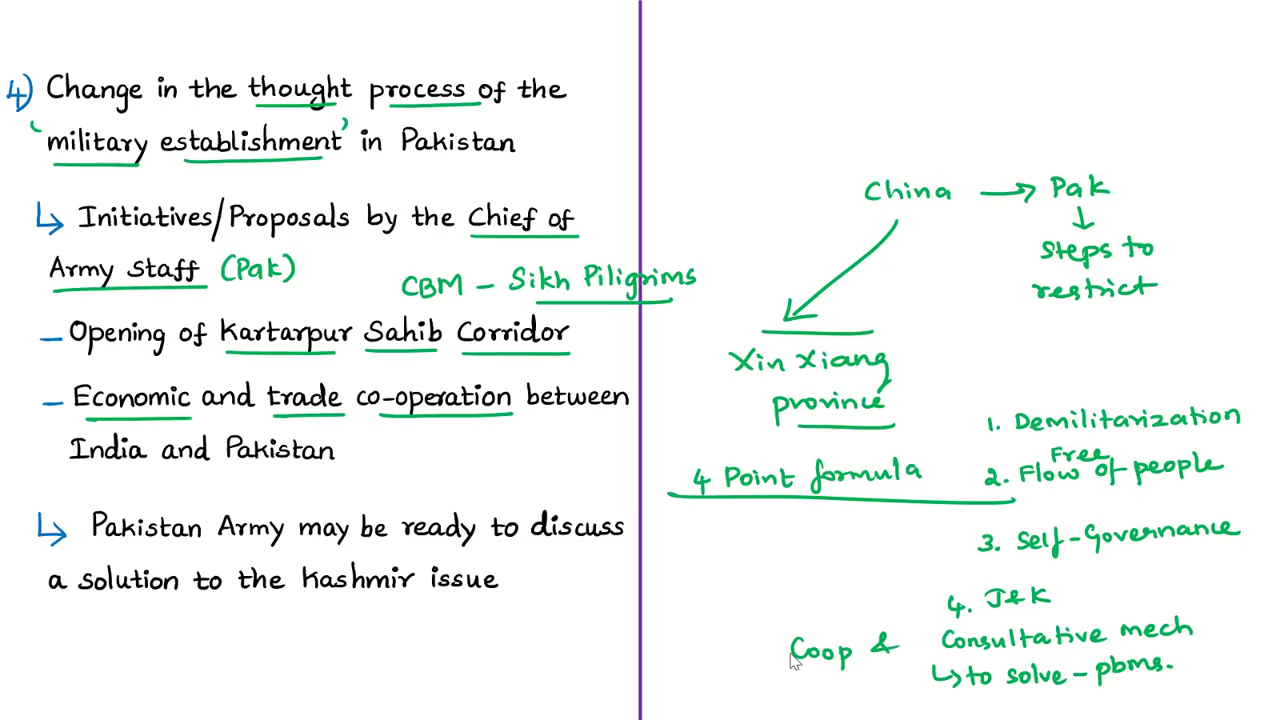 4) Change in the thought process of the
'military establishment' in Pakistan
↳ Initiatives/Proposals by the Chief of
Army staff (Pak)
CBM – Sikh Piligrims
– Opening of Kartarpur Sahib Corridor
– Economic and trade co-operation between
India and Pakistan
↳ Pakistan Army may be ready to discuss
a solution to the Kashmir issue
China → Pak
↓
Steps to
restrict
Xin Xiang
province
4 Point formula
1. Demilitarization
2. Free Flow of people
3. Self-Governance
4. J&K
Coop & Consultative mech
↳ to solve – pbms.